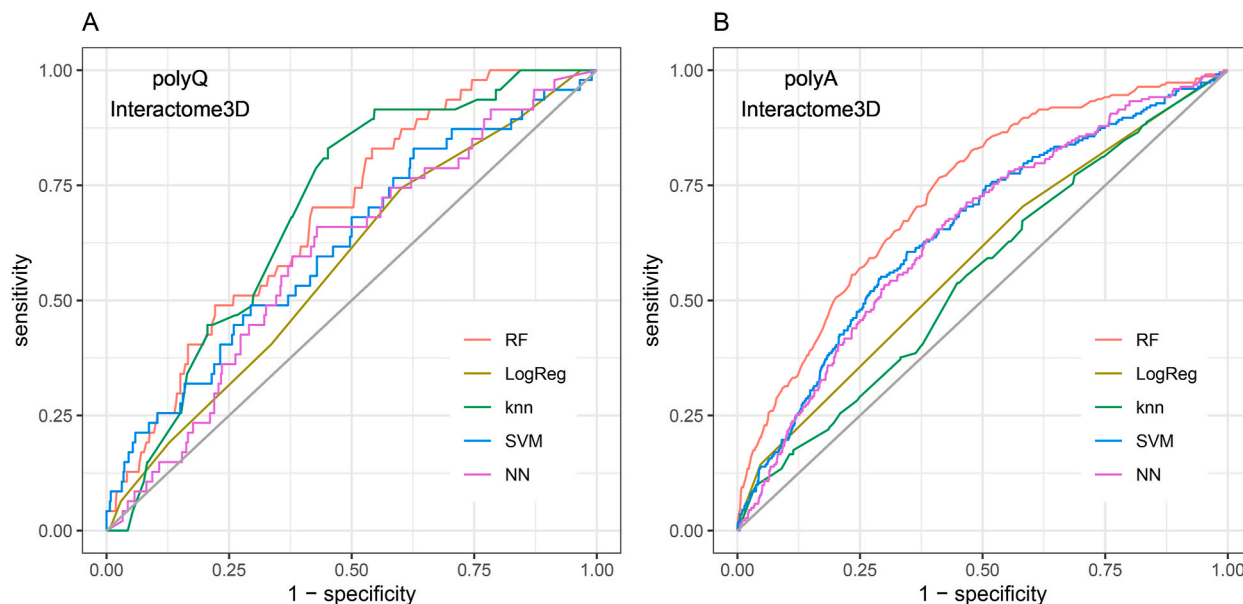 A
polyQ
Interactome3D
1.00
0.75
0.50
0.25
0.00
sensitivity
RF
LogReg
knn
SVM
NN
0.00 0.25 0.50 0.75 1.00
1 − specificity
B
polyA
Interactome3D
1.00
0.75
0.50
0.25
0.00
sensitivity
RF
LogReg
knn
SVM
NN
0.00 0.25 0.50 0.75 1.00
1 − specificity